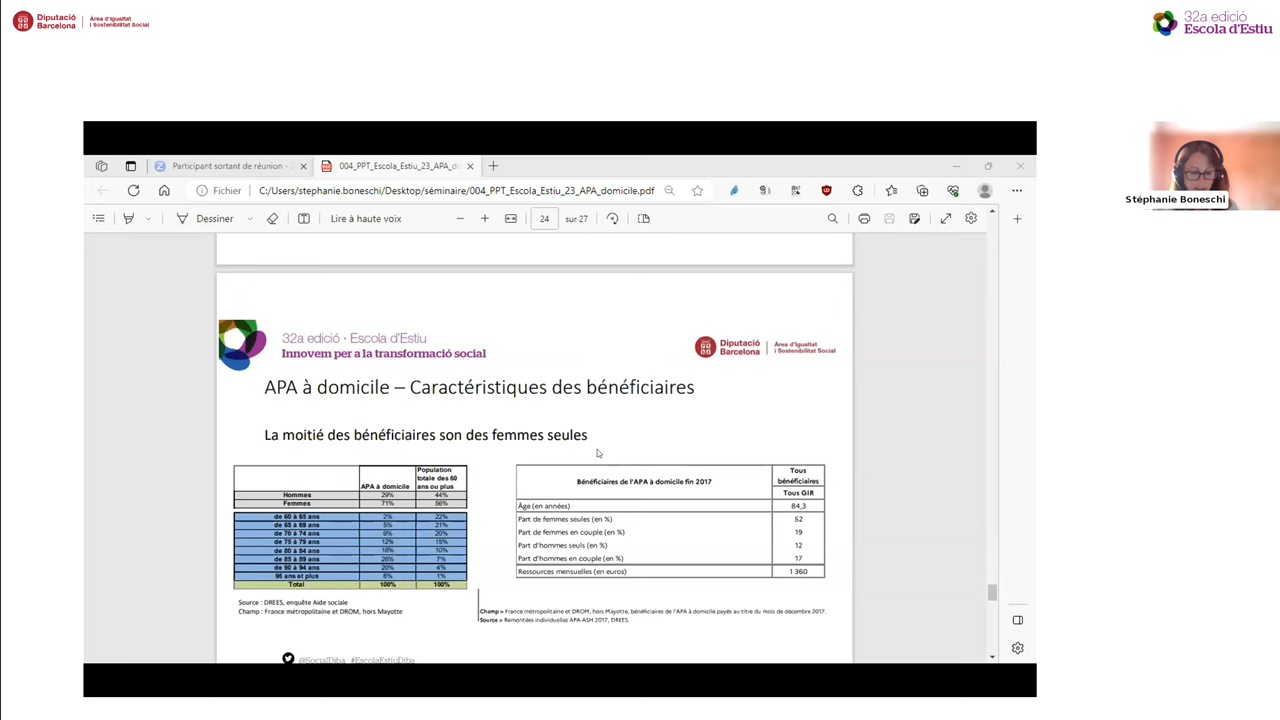 Diputació
Barcelona
Àrea d'Igualtat
i Sostenibilitat Social
32a edició
Escola d'Estiu
Participant sortant de réunion -
004_PPT_Escola_Estiu_23_APA_do
Fichier
C:/Users/stephanie.boneschi/Desktop/séminaire/004_PPT_Escola_Estiu_23_APA_domicile.pdf
Dessiner
Lire à haute voix
24
sur 27
Stéphanie Boneschi
32a edició · Escola d'Estiu
Innovem per a la transformació social
Diputació
Barcelona
Àrea d'Igualtat
i Sostenibilitat Social
APA à domicile – Caractéristiques des bénéficiaires
La moitié des bénéficiaires son des femmes seules
APA à domicile
Population
totale des 60
ans ou plus
Hommes 29% 44%
Femmes 71% 56%
de 60 à 65 ans 2% 22%
de 65 à 69 ans 5% 21%
de 70 à 74 ans 9% 20%
de 75 à 79 ans 12% 15%
de 80 à 84 ans 18% 10%
de 85 à 89 ans 26% 7%
de 90 à 94 ans 20% 4%
95 ans et plus 8% 1%
Total 100% 100%
Source : DREES, enquête Aide sociale
Champ : France métropolitaine et DROM, hors Mayotte
Bénéficiaires de l'APA à domicile fin 2017
Tous
bénéficiaires
Tous GIR
Âge (en années) 84,3
Part de femmes seules (en %) 52
Part de femmes en couple (en %) 19
Part d'hommes seuls (en %) 12
Part d'hommes en couple (en %) 17
Ressources mensuelles (en euros) 1 360
Champ > France métropolitaine et DROM, hors Mayotte, bénéficiaires de l'APA à domicile payés au titre du mois de décembre 2017.
Source > Remontées individuelles APA-ASH 2017, DREES.
@SocialDiba #EscolaEstiuDiba